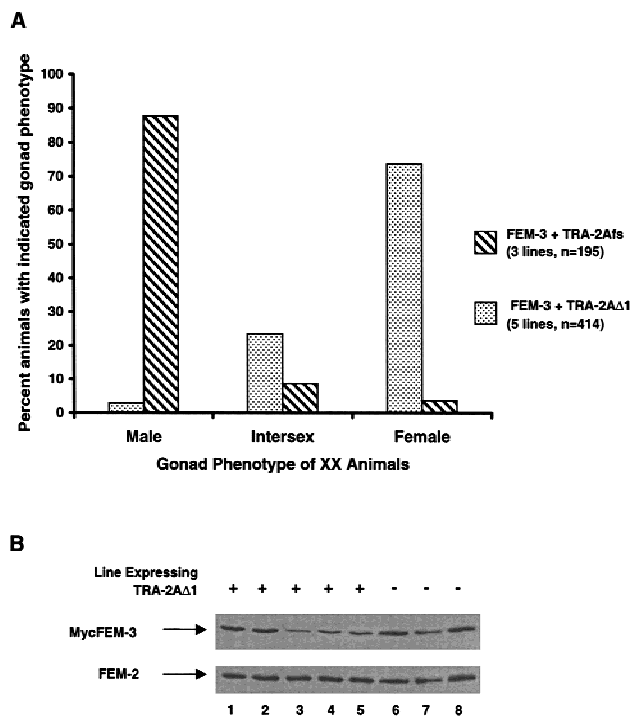 A
Percent animals with indicated gonad phenotype
100
90
80
70
60
50
40
30
20
10
0
Male Intersex Female
Gonad Phenotype of XX Animals
FEM-3 + TRA-2Afs
(3 lines, n=195)
FEM-3 + TRA-2AΔ1
(5 lines, n=414)
B
Line Expressing
TRA-2AΔ1 + + + + + - - -
MycFEM-3
FEM-2
1 2 3 4 5 6 7 8